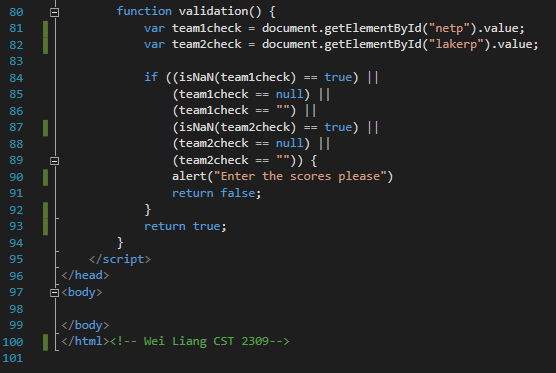 80 function validation() {
81 var team1check = document.getElementById("netp").value;
82 var team2check = document.getElementById("lakerp").value;
83
84 if ((isNaN(team1check) == true) ||
85 (team1check == null) ||
86 (team1check == "") ||
87 (isNaN(team2check) == true) ||
88 (team2check == null) ||
89 (team2check == "")) {
90 alert("Enter the scores please")
91 return false;
92 }
93 return true;
94 }
95 </script>
96 </head>
97 <body>
98
99 </body>
100 </html><!-- Wei Liang CST 2309-->
101